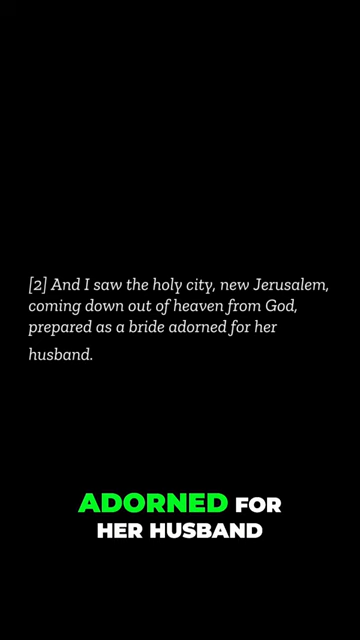 [2] And I saw the holy city, new Jerusalem,
coming down out of heaven from God,
prepared as a bride adorned for her
husband.
ADORNED FOR
HER HUSBAND